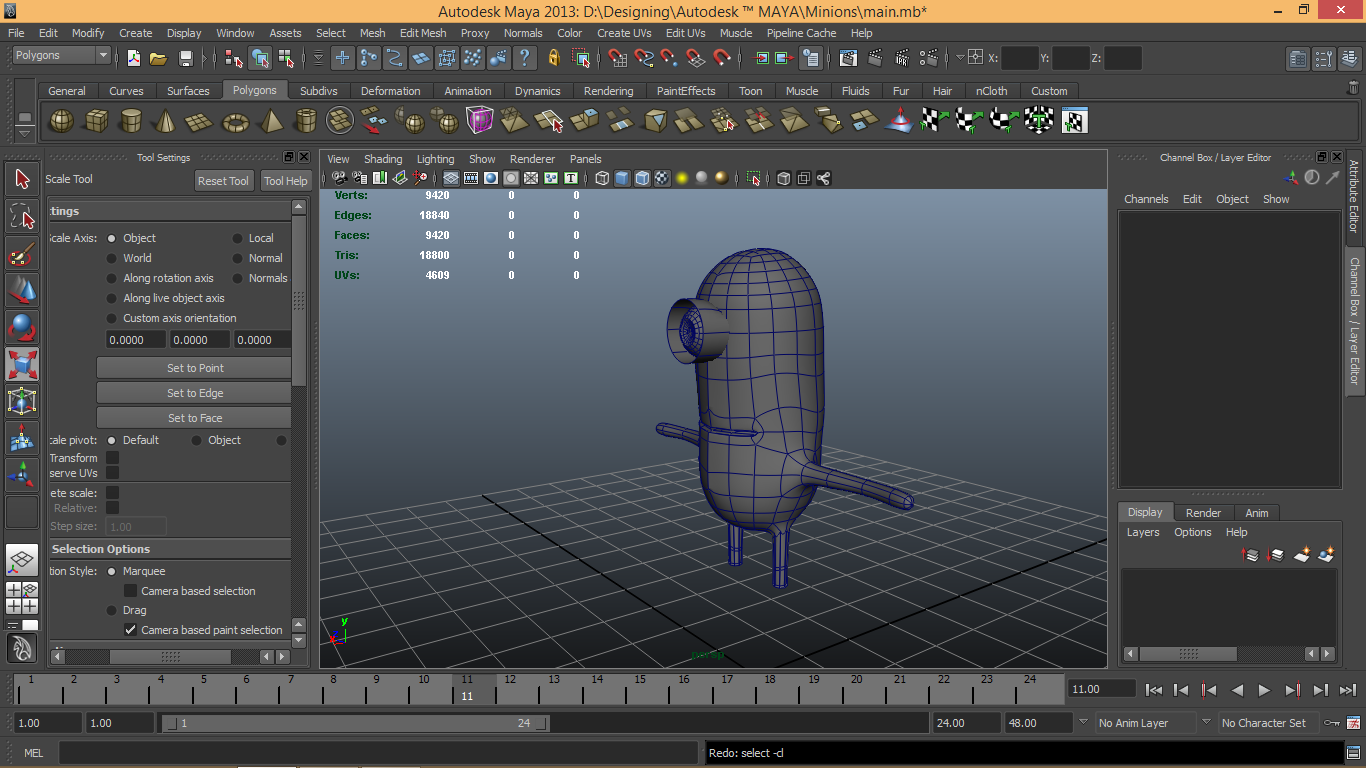 Autodesk Maya 2013: D:\Designing\Autodesk ™ MAYA\Minions\main.mb*
File Edit Modify Create Display Window Assets Select Mesh Edit Mesh Proxy Normals Color Create UVs Edit UVs Muscle Pipeline Cache Help
Polygons X: Y: Z:
General Curves Surfaces Polygons Subdivs Deformation Animation Dynamics Rendering PaintEffects Toon Muscle Fluids Fur Hair nCloth Custom
Tool Settings
Scale Tool Reset Tool Tool Help
ttings
Scale Axis: Object Local
World Normal
Along rotation axis Normals
Along live object axis
Custom axis orientation
0.0000 0.0000 0.0000
Set to Point
Set to Edge
Set to Face
cale pivot: Default Object
Transform
serve UVs
ete scale:
Relative:
Step size: 1.00
Selection Options
tion Style: Marquee
Camera based selection
Drag
Camera based paint selection
View Shading Lighting Show Renderer Panels
T
Verts: 9420 0 0
Edges: 18840 0 0
Faces: 9420 0 0
Tris: 18800 0 0
UVs: 4609 0 0
y
x
persp
Channel Box / Layer Editor
Channels Edit Object Show
Attribute Editor
Channel Box / Layer Editor
Display Render Anim
Layers Options Help
1 2 3 4 5 6 7 8 9 10 11 12 13 14 15 16 17 18 19 20 21 22 23 24
11
11.00
1.00 1.00 1 24 24.00 48.00 No Anim Layer No Character Set
MEL Redo: select -cl